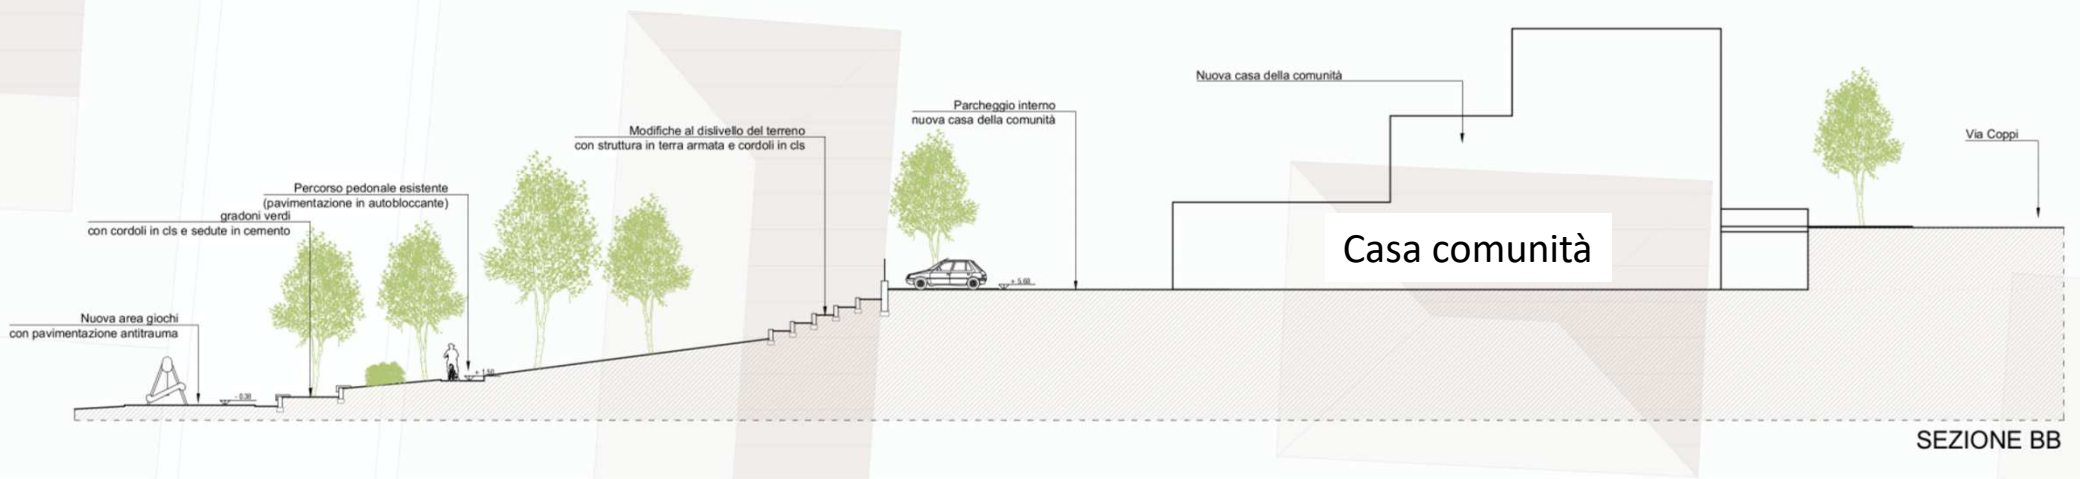 Nuova casa della comunità
Parcheggio interno
nuova casa della comunità
Modifiche al dislivello del terreno
con struttura in terra armata e cordoli in cls
Via Coppi
Percorso pedonale esistente
(pavimentazione in autobloccante)
gradoni verdi
con cordoli in cls e sedute in cemento
Casa comunità
Nuova area giochi
con pavimentazione antitrauma
+ 1.50
SEZIONE BB